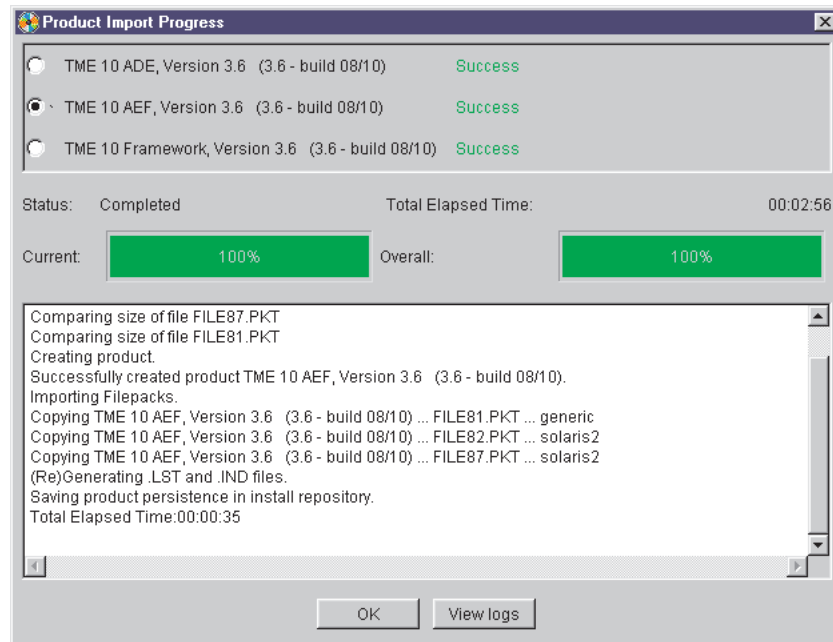 Product Import Progress
TME 10 ADE, Version 3.6 (3.6 - build 08/10) Success
TME 10 AEF, Version 3.6 (3.6 - build 08/10) Success
TME 10 Framework, Version 3.6 (3.6 - build 08/10) Success
Status: Completed Total Elapsed Time: 00:02:56
Current: 100% Overall: 100%
Comparing size of file FILE87.PKT
Comparing size of file FILE81.PKT
Creating product.
Successfully created product TME 10 AEF, Version 3.6 (3.6 - build 08/10).
Importing Filepacks.
Copying TME 10 AEF, Version 3.6 (3.6 - build 08/10) ... FILE81.PKT ... generic
Copying TME 10 AEF, Version 3.6 (3.6 - build 08/10) ... FILE82.PKT ... solaris2
Copying TME 10 AEF, Version 3.6 (3.6 - build 08/10) ... FILE87.PKT ... solaris2
(Re)Generating .LST and .IND files.
Saving product persistence in install repository.
Total Elapsed Time:00:00:35
OK View logs